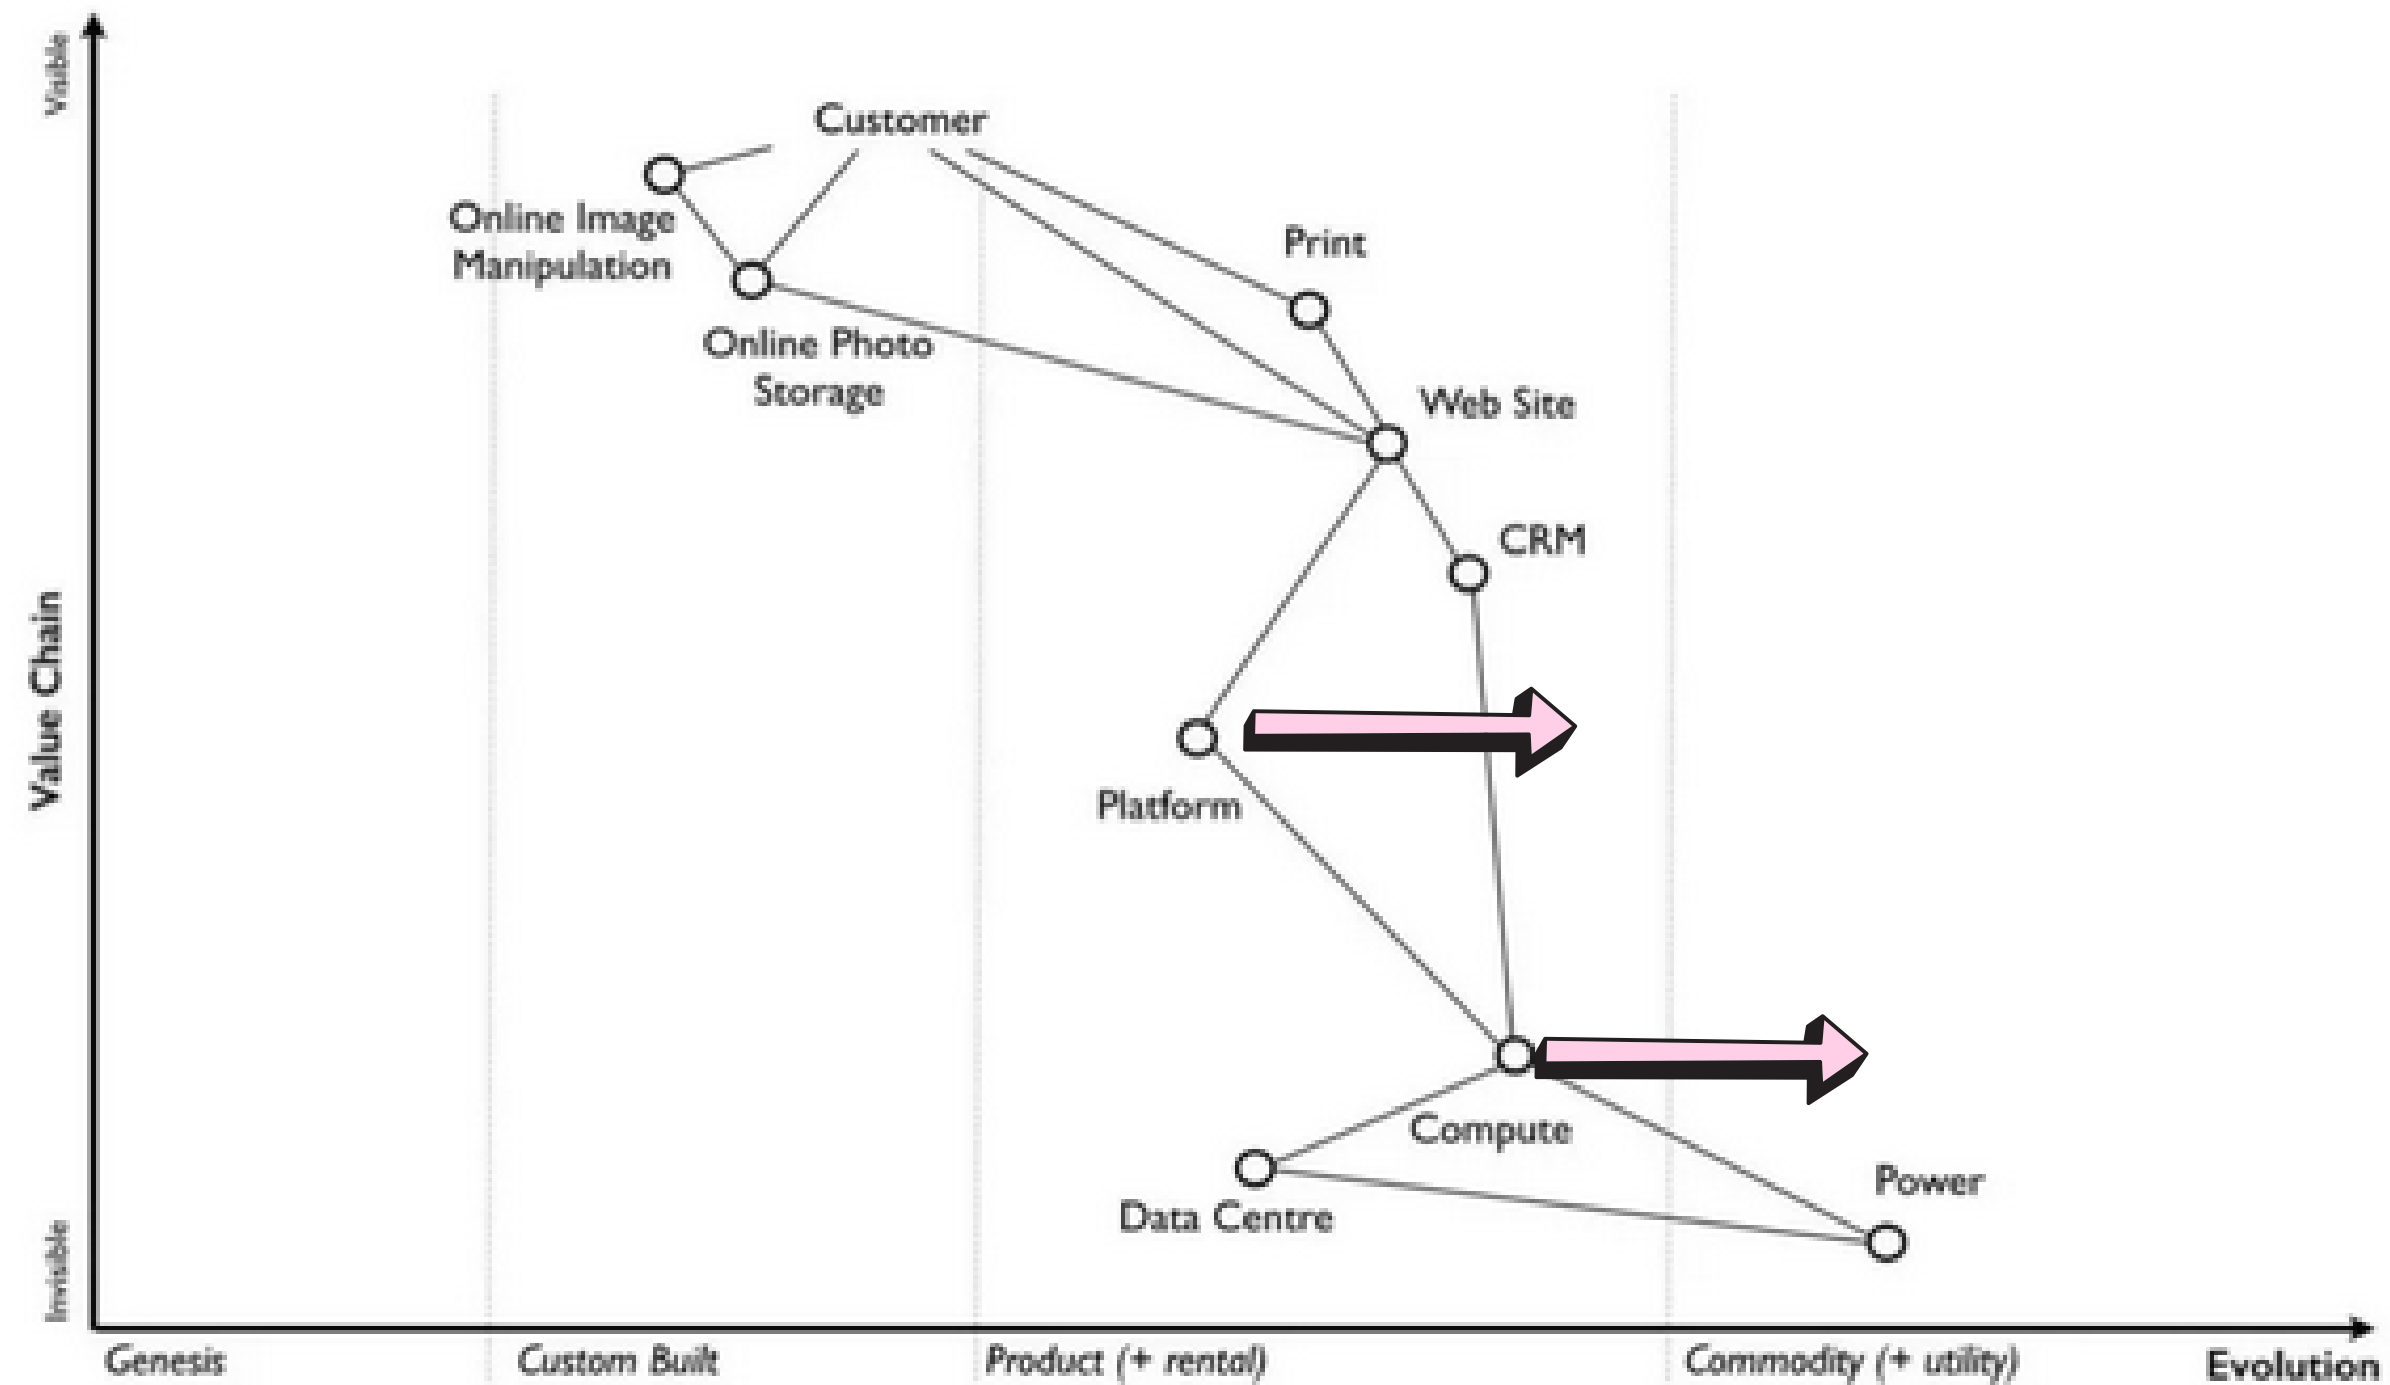 Visible
Customer
Online Image
Manipulation
Print
Online Photo
Storage
Web Site
CRM
Value Chain
Platform
Compute
Power
Data Centre
Invisible
Genesis
Custom Built
Product (+ rental)
Commodity (+ utility)
Evolution